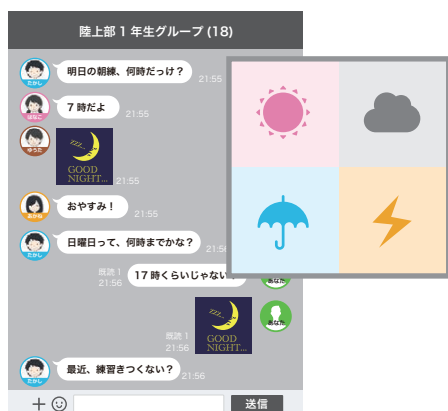 陸上部1年生グループ(18)
明日の朝練、何時だっけ?
21:55
たかし
7時だよ
21:55
はなこ
zzz...
GOOD
NIGHT...
21:55
ゆうた
おやすみ!
21:55
あかね
日曜日って、何時までかな?
たかし
既読 1
21:56
17時くらいじゃない?
あなた
zzz...
GOOD
NIGHT...
既読 1
21:56
あなた
最近、練習きつくない?
21:56
たかし
送信